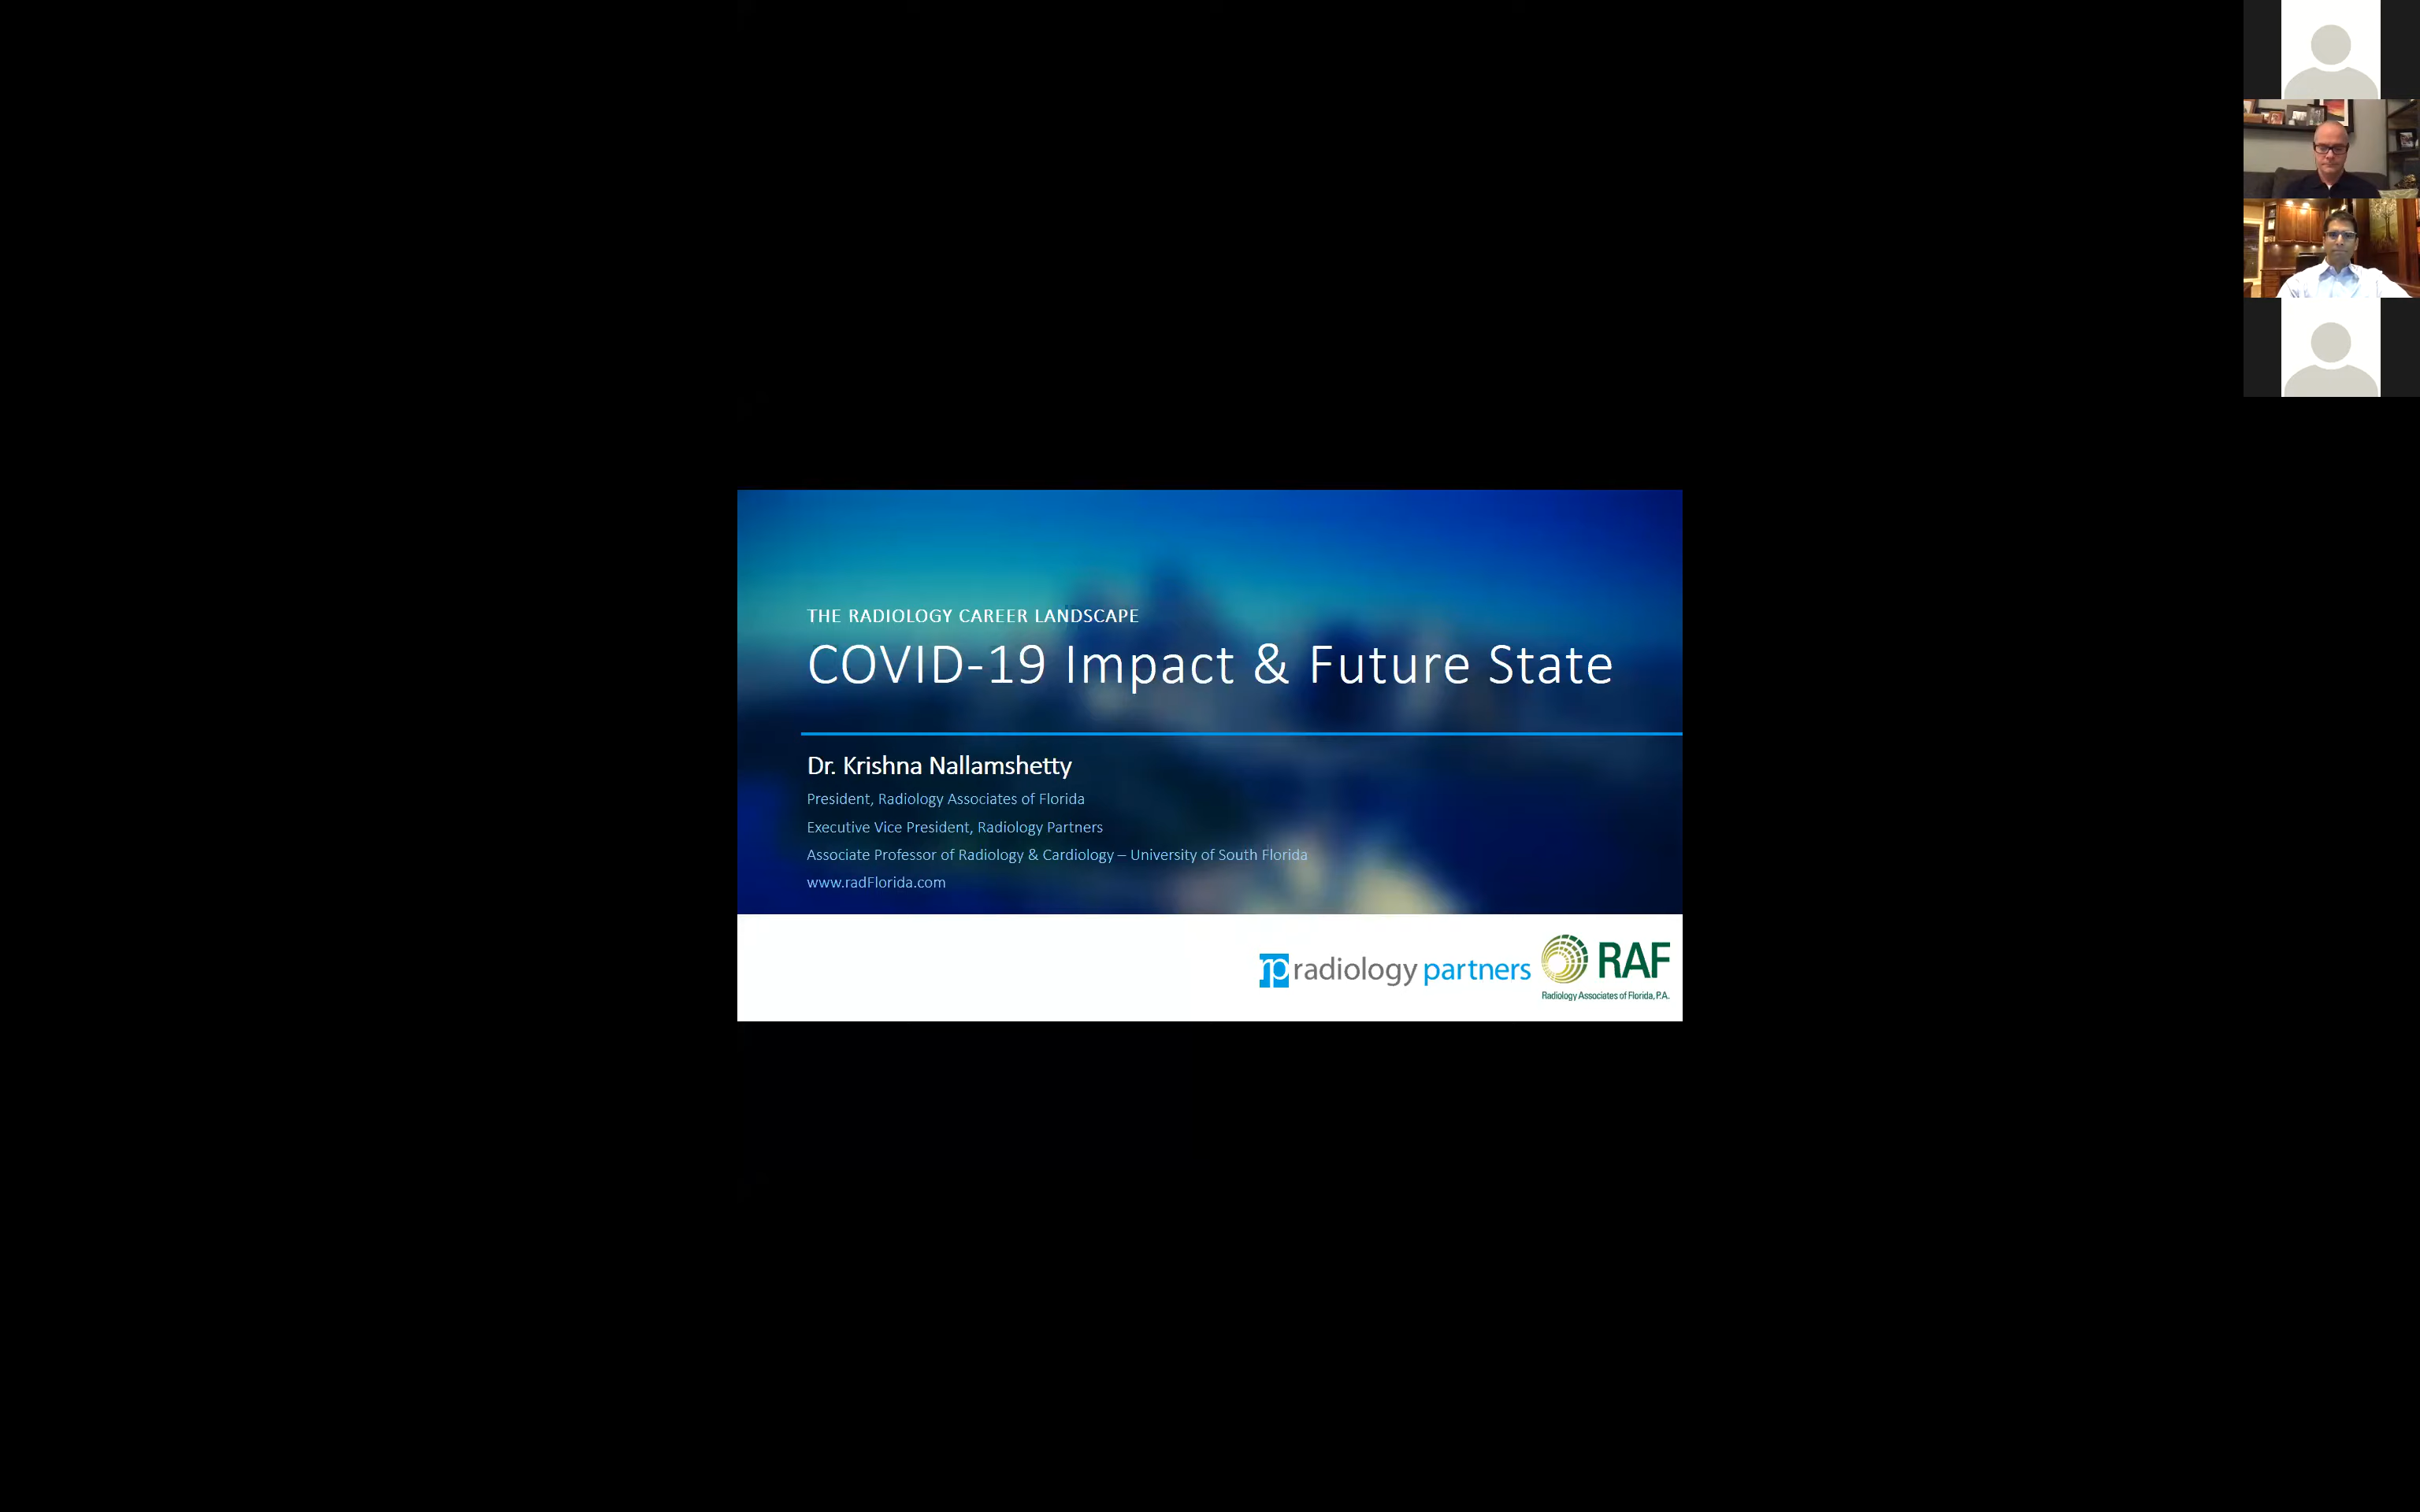 THE RADIOLOGY CAREER LANDSCAPE
COVID-19 Impact & Future State
Dr. Krishna Nallamshetty
President, Radiology Associates of Florida
Executive Vice President, Radiology Partners
Associate Professor of Radiology & Cardiology – University of South Florida
www.radFlorida.com
rp radiology partners
RAF
Radiology Associates of Florida, P.A.